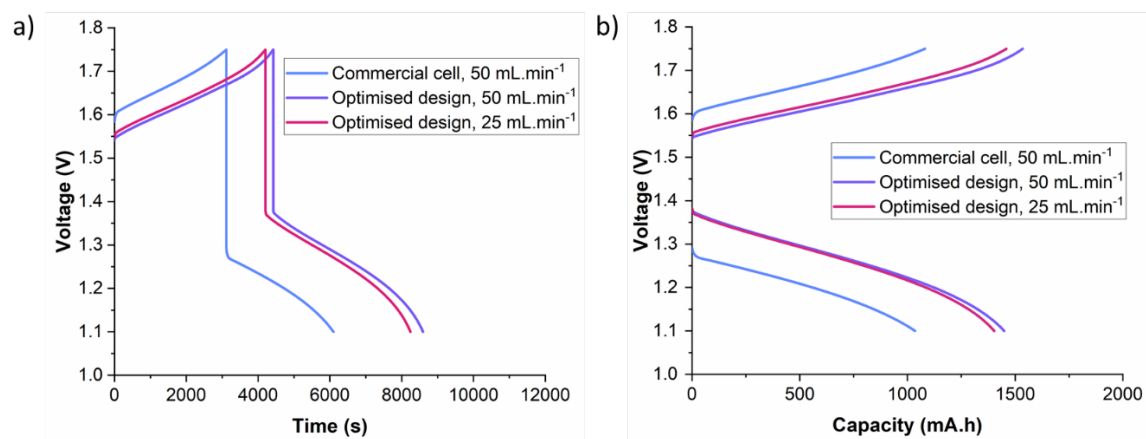 a)
1.8
1.7
1.6
1.5
1.4
1.3
1.2
1.1
1.0
Voltage (V)
Commercial cell, 50 mL.min⁻¹
Optimised design, 50 mL.min⁻¹
Optimised design, 25 mL.min⁻¹
0 2000 4000 6000 8000 10000 12000
Time (s)
b)
1.8
1.7
1.6
1.5
1.4
1.3
1.2
1.1
1.0
Voltage (V)
Commercial cell, 50 mL.min⁻¹
Optimised design, 50 mL.min⁻¹
Optimised design, 25 mL.min⁻¹
0 500 1000 1500 2000
Capacity (mA.h)